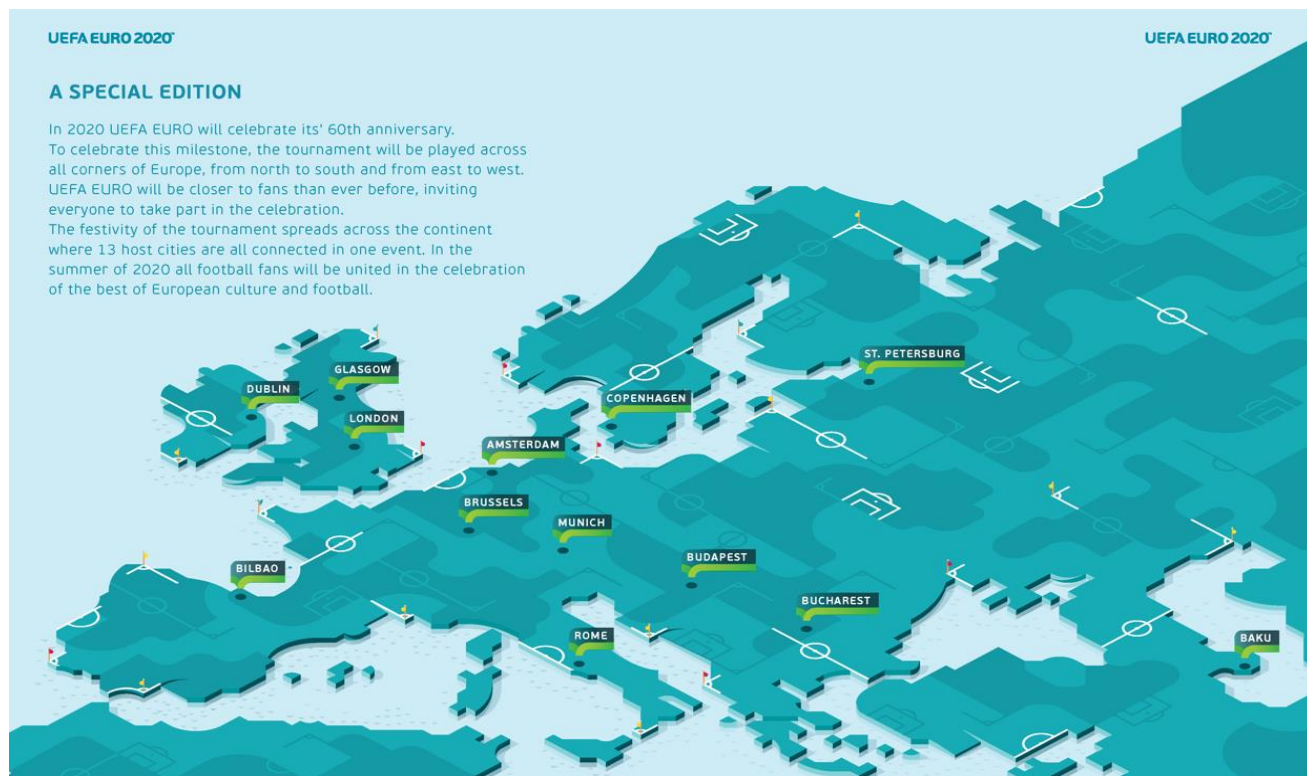 UEFA EURO 2020™
UEFA EURO 2020™
A SPECIAL EDITION
In 2020 UEFA EURO will celebrate its' 60th anniversary.
To celebrate this milestone, the tournament will be played across
all corners of Europe, from north to south and from east to west.
UEFA EURO will be closer to fans than ever before, inviting
everyone to take part in the celebration.
The festivity of the tournament spreads across the continent
where 13 host cities are all connected in one event. In the
summer of 2020 all football fans will be united in the celebration
of the best of European culture and football.
ST. PETERSBURG
GLASGOW
DUBLIN
COPENHAGEN
LONDON
AMSTERDAM
BRUSSELS
MUNICH
BUDAPEST
BILBAO
BUCHAREST
ROME
BAKU